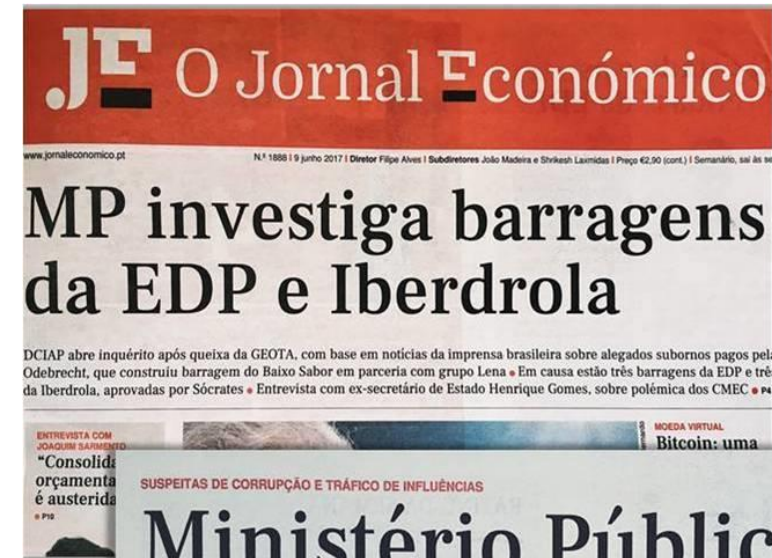 JE O Jornal Económico
www.jornaleconomico.pt
N.º 1888 | 9 junho 2017 | Diretor Filipe Alves | Subdiretores João Madeira e Shrikesh Laxmidas | Preço €2,90 (cont.) | Semanário, sai às
MP investiga barragens
da EDP e Iberdrola
DCIAP abre inquérito após queixa da GEOTA, com base em notícias da imprensa brasileira sobre alegados subornos pagos pela
Odebrecht, que construiu barragem do Baixo Sabor em parceria com grupo Lena • Em causa estão três barragens da EDP e três
da Iberdrola, aprovadas por Sócrates • Entrevista com ex-secretário de Estado Henrique Gomes, sobre polémica dos CMEC • P4
ENTREVISTA COM
JOAQUIM SARMENTO
“Consolida
orçamenta
é austerida
• P10
MOEDA VIRTUAL
Bitcoin: uma
SUSPEITAS DE CORRUPÇÃO E TRÁFICO DE INFLUÊNCIAS
Ministério Públic